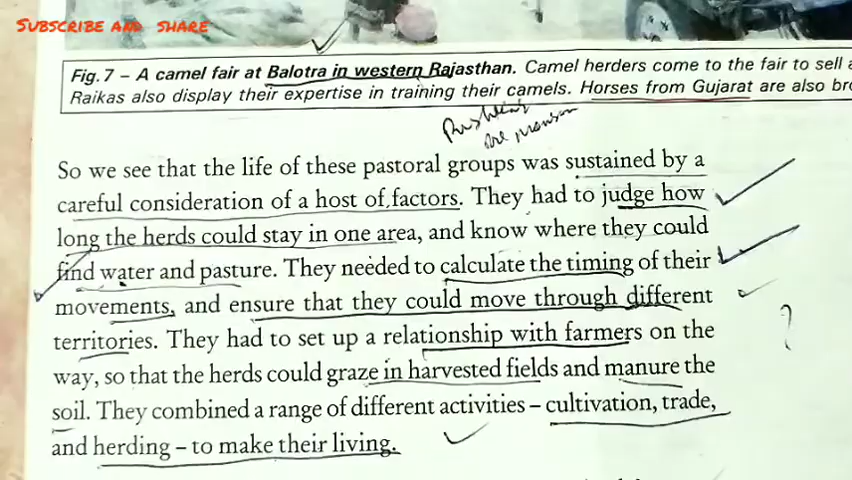 SUBSCRIBE AND SHARE
Fig. 7 – A camel fair at Balotra in western Rajasthan. Camel herders come to the fair to sell a
Raikas also display their expertise in training their camels. Horses from Gujarat are also bro
are
So we see that the life of these pastoral groups was sustained by a
careful consideration of a host of factors. They had to judge how
long the herds could stay in one area, and know where they could
find water and pasture. They needed to calculate the timing of their
movements, and ensure that they could move through different
territories. They had to set up a relationship with farmers on the
way, so that the herds could graze in harvested fields and manure the
soil. They combined a range of different activities – cultivation, trade,
and herding – to make their living.
?